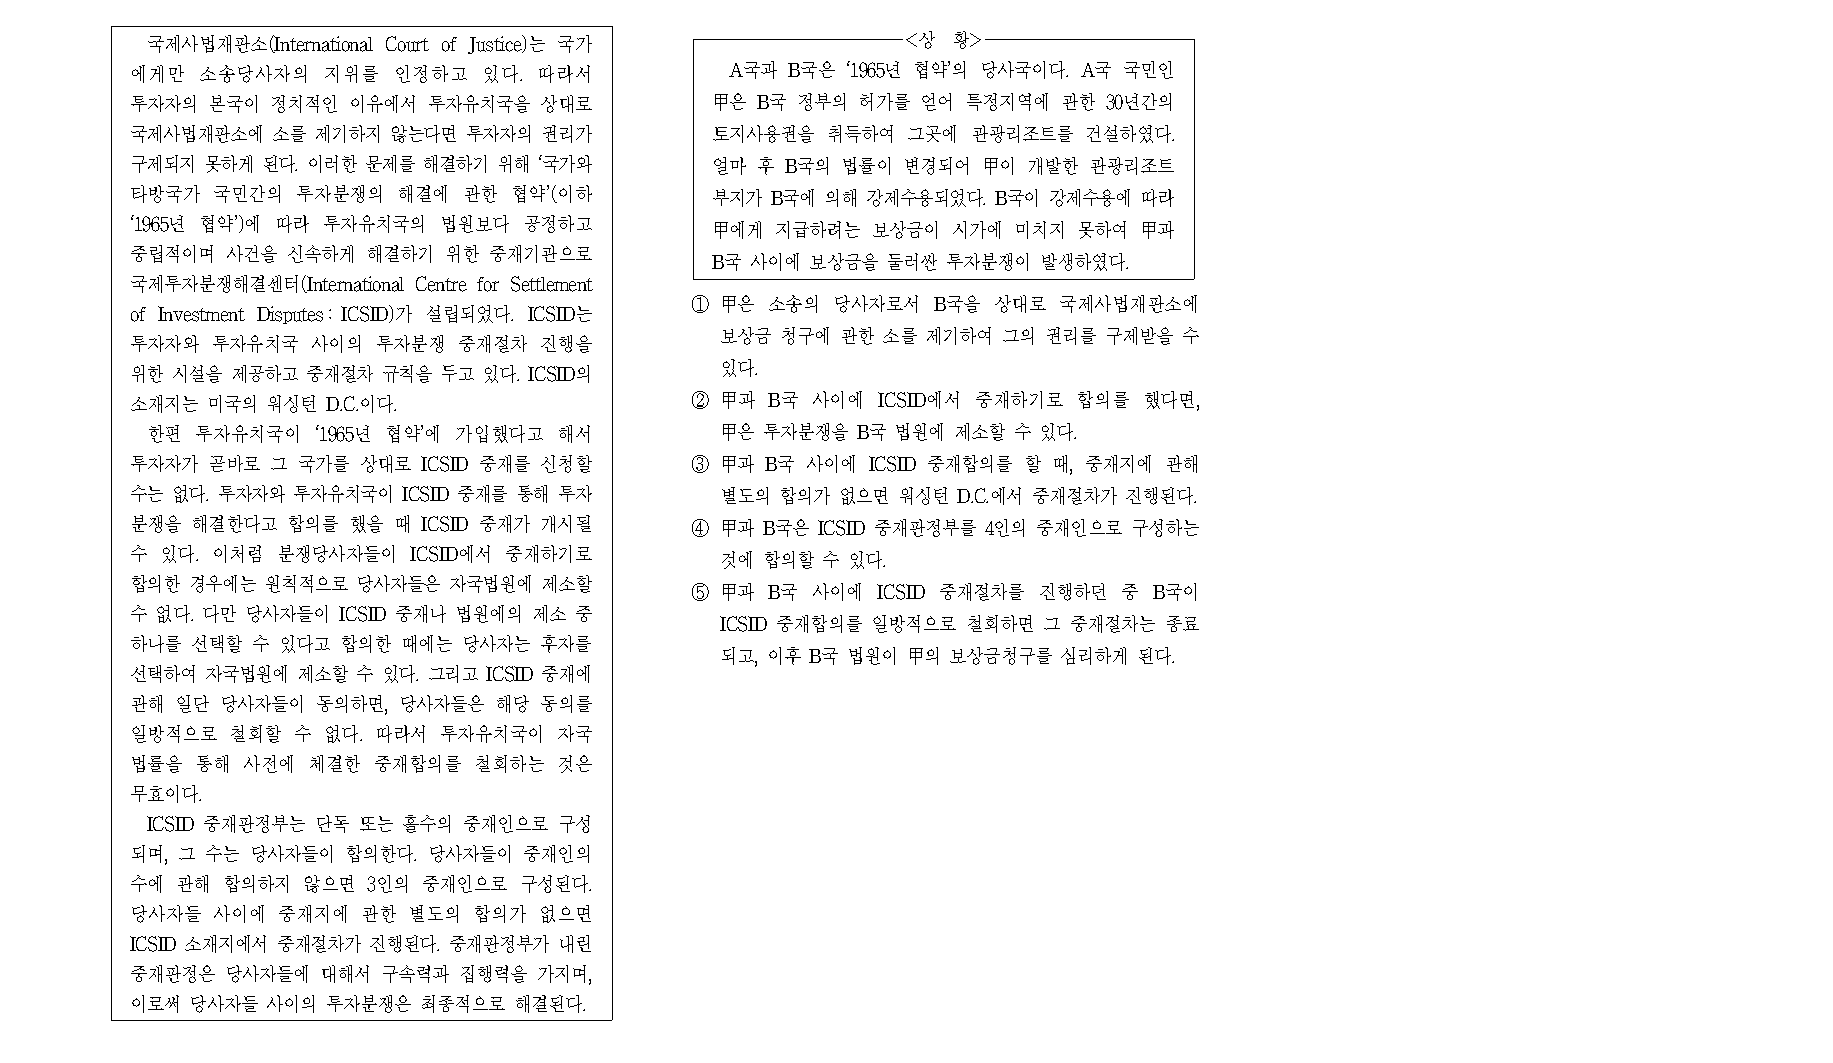 국제사법재판소(International Court of Justice)는 국가
에게만 소송당사자의 지위를 인정하고 있다. 따라서
투자자의 본국이 정치적인 이유에서 투자유치국을 상대로
국제사법재판소에 소를 제기하지 않는다면 투자자의 권리가
구제되지 못하게 된다. 이러한 문제를 해결하기 위해 ‘국가와
타방국가 국민간의 투자분쟁의 해결에 관한 협약’(이하
‘1965년 협약’)에 따라 투자유치국의 법원보다 공정하고
중립적이며 사건을 신속하게 해결하기 위한 중재기관으로
국제투자분쟁해결센터(International Centre for Settlement
of Investment Disputes : ICSID)가 설립되었다. ICSID는
투자자와 투자유치국 사이의 투자분쟁 중재절차 진행을
위한 시설을 제공하고 중재절차 규칙을 두고 있다. ICSID의
소재지는 미국의 워싱턴 D.C.이다.
한편 투자유치국이 ‘1965년 협약’에 가입했다고 해서
투자자가 곧바로 그 국가를 상대로 ICSID 중재를 신청할
수는 없다. 투자자와 투자유치국이 ICSID 중재를 통해 투자
분쟁을 해결한다고 합의를 했을 때 ICSID 중재가 개시될
수 있다. 이처럼 분쟁당사자들이 ICSID에서 중재하기로
합의한 경우에는 원칙적으로 당사자들은 자국법원에 제소할
수 없다. 다만 당사자들이 ICSID 중재나 법원에의 제소 중
하나를 선택할 수 있다고 합의한 때에는 당사자는 후자를
선택하여 자국법원에 제소할 수 있다. 그리고 ICSID 중재에
관해 일단 당사자들이 동의하면, 당사자들은 해당 동의를
일방적으로 철회할 수 없다. 따라서 투자유치국이 자국
법률을 통해 사전에 체결한 중재합의를 철회하는 것은
무효이다.
ICSID 중재판정부는 단독 또는 홀수의 중재인으로 구성
되며, 그 수는 당사자들이 합의한다. 당사자들이 중재인의
수에 관해 합의하지 않으면 3인의 중재인으로 구성된다.
당사자들 사이에 중재지에 관한 별도의 합의가 없으면
ICSID 소재지에서 중재절차가 진행된다. 중재판정부가 내린
중재판정은 당사자들에 대해서 구속력과 집행력을 가지며,
이로써 당사자들 사이의 투자분쟁은 최종적으로 해결된다.
<상 황>
A국과 B국은 ‘1965년 협약’의 당사국이다. A국 국민인
甲은 B국 정부의 허가를 얻어 특정지역에 관한 30년간의
토지사용권을 취득하여 그곳에 관광리조트를 건설하였다.
얼마 후 B국의 법률이 변경되어 甲이 개발한 관광리조트
부지가 B국에 의해 강제수용되었다. B국이 강제수용에 따라
甲에게 지급하려는 보상금이 시가에 미치지 못하여 甲과
B국 사이에 보상금을 둘러싼 투자분쟁이 발생하였다.
① 甲은 소송의 당사자로서 B국을 상대로 국제사법재판소에
보상금 청구에 관한 소를 제기하여 그의 권리를 구제받을 수
있다.
② 甲과 B국 사이에 ICSID에서 중재하기로 합의를 했다면,
甲은 투자분쟁을 B국 법원에 제소할 수 있다.
③ 甲과 B국 사이에 ICSID 중재합의를 할 때, 중재지에 관해
별도의 합의가 없으면 워싱턴 D.C.에서 중재절차가 진행된다.
④ 甲과 B국은 ICSID 중재판정부를 4인의 중재인으로 구성하는
것에 합의할 수 있다.
⑤ 甲과 B국 사이에 ICSID 중재절차를 진행하던 중 B국이
ICSID 중재합의를 일방적으로 철회하면 그 중재절차는 종료
되고, 이후 B국 법원이 甲의 보상금청구를 심리하게 된다.